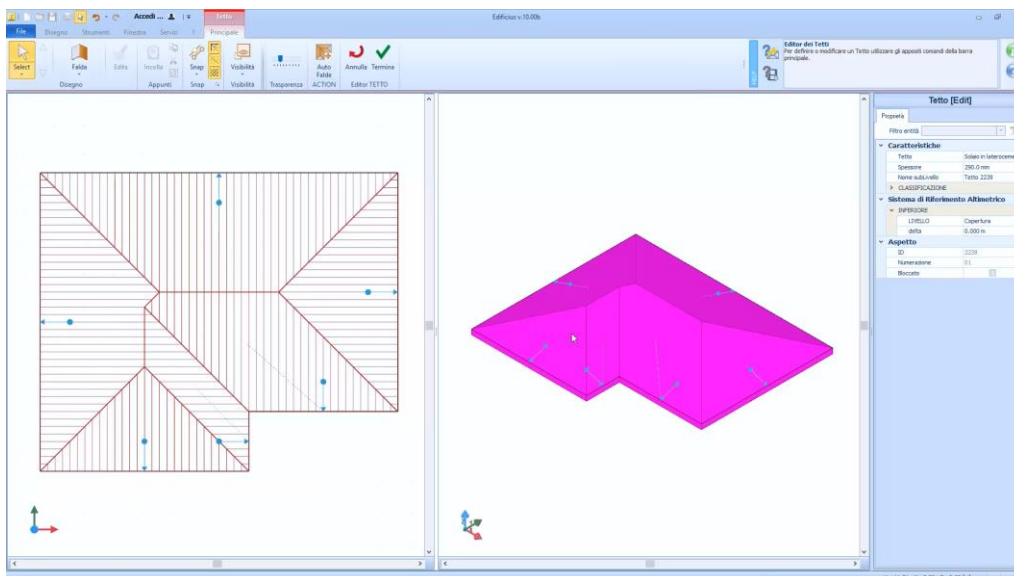 Accedi ...
Tetto
Edificius v.10.00b
File Disegno Strumenti Finestra Servizi ? Principale
Select
Falda
Edita
Incolla
Snap
Visibilità
Auto Falde
Annulla Termina
Disegno Appunti Snap Visibilità Trasparenza ACTION Editor TETTO
HELP
Editor dei Tetti
Per definire o modificare un Tetto utilizzare gli appositi comandi della barra
principale.
Tetto [Edit]
Proprietà
Filtro entità
Caratteristiche
Tetto Solaio in lateroceme
Spessore 290.0 mm
Nome subLivello Tetto 2239
CLASSIFICAZIONE
Sistema di Riferimento Altimetrico
INFERIORE
LIVELLO Copertura
delta 0.000 m
Aspetto
ID 2239
Numerazione 01
Bloccato